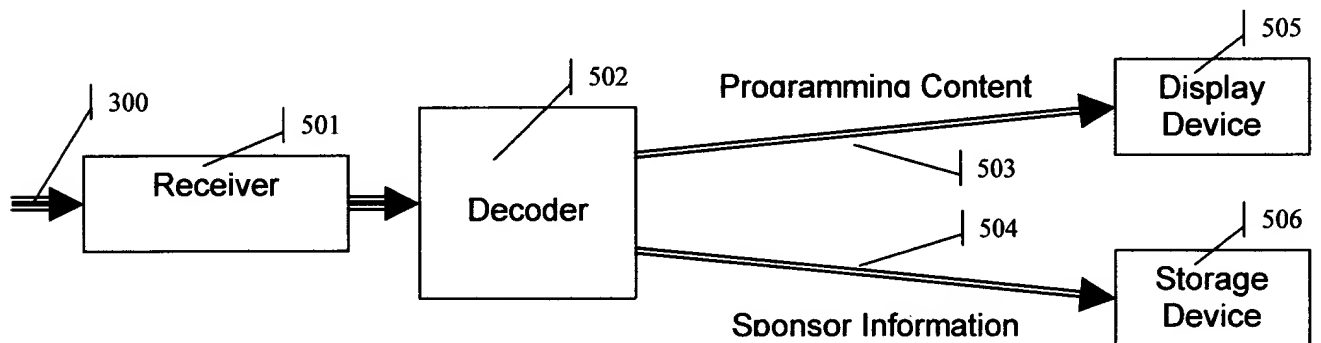 300
501
Receiver
502
Decoder
Programming Content
503
504
Sponsor Information
505
Display
Device
506
Storage
Device